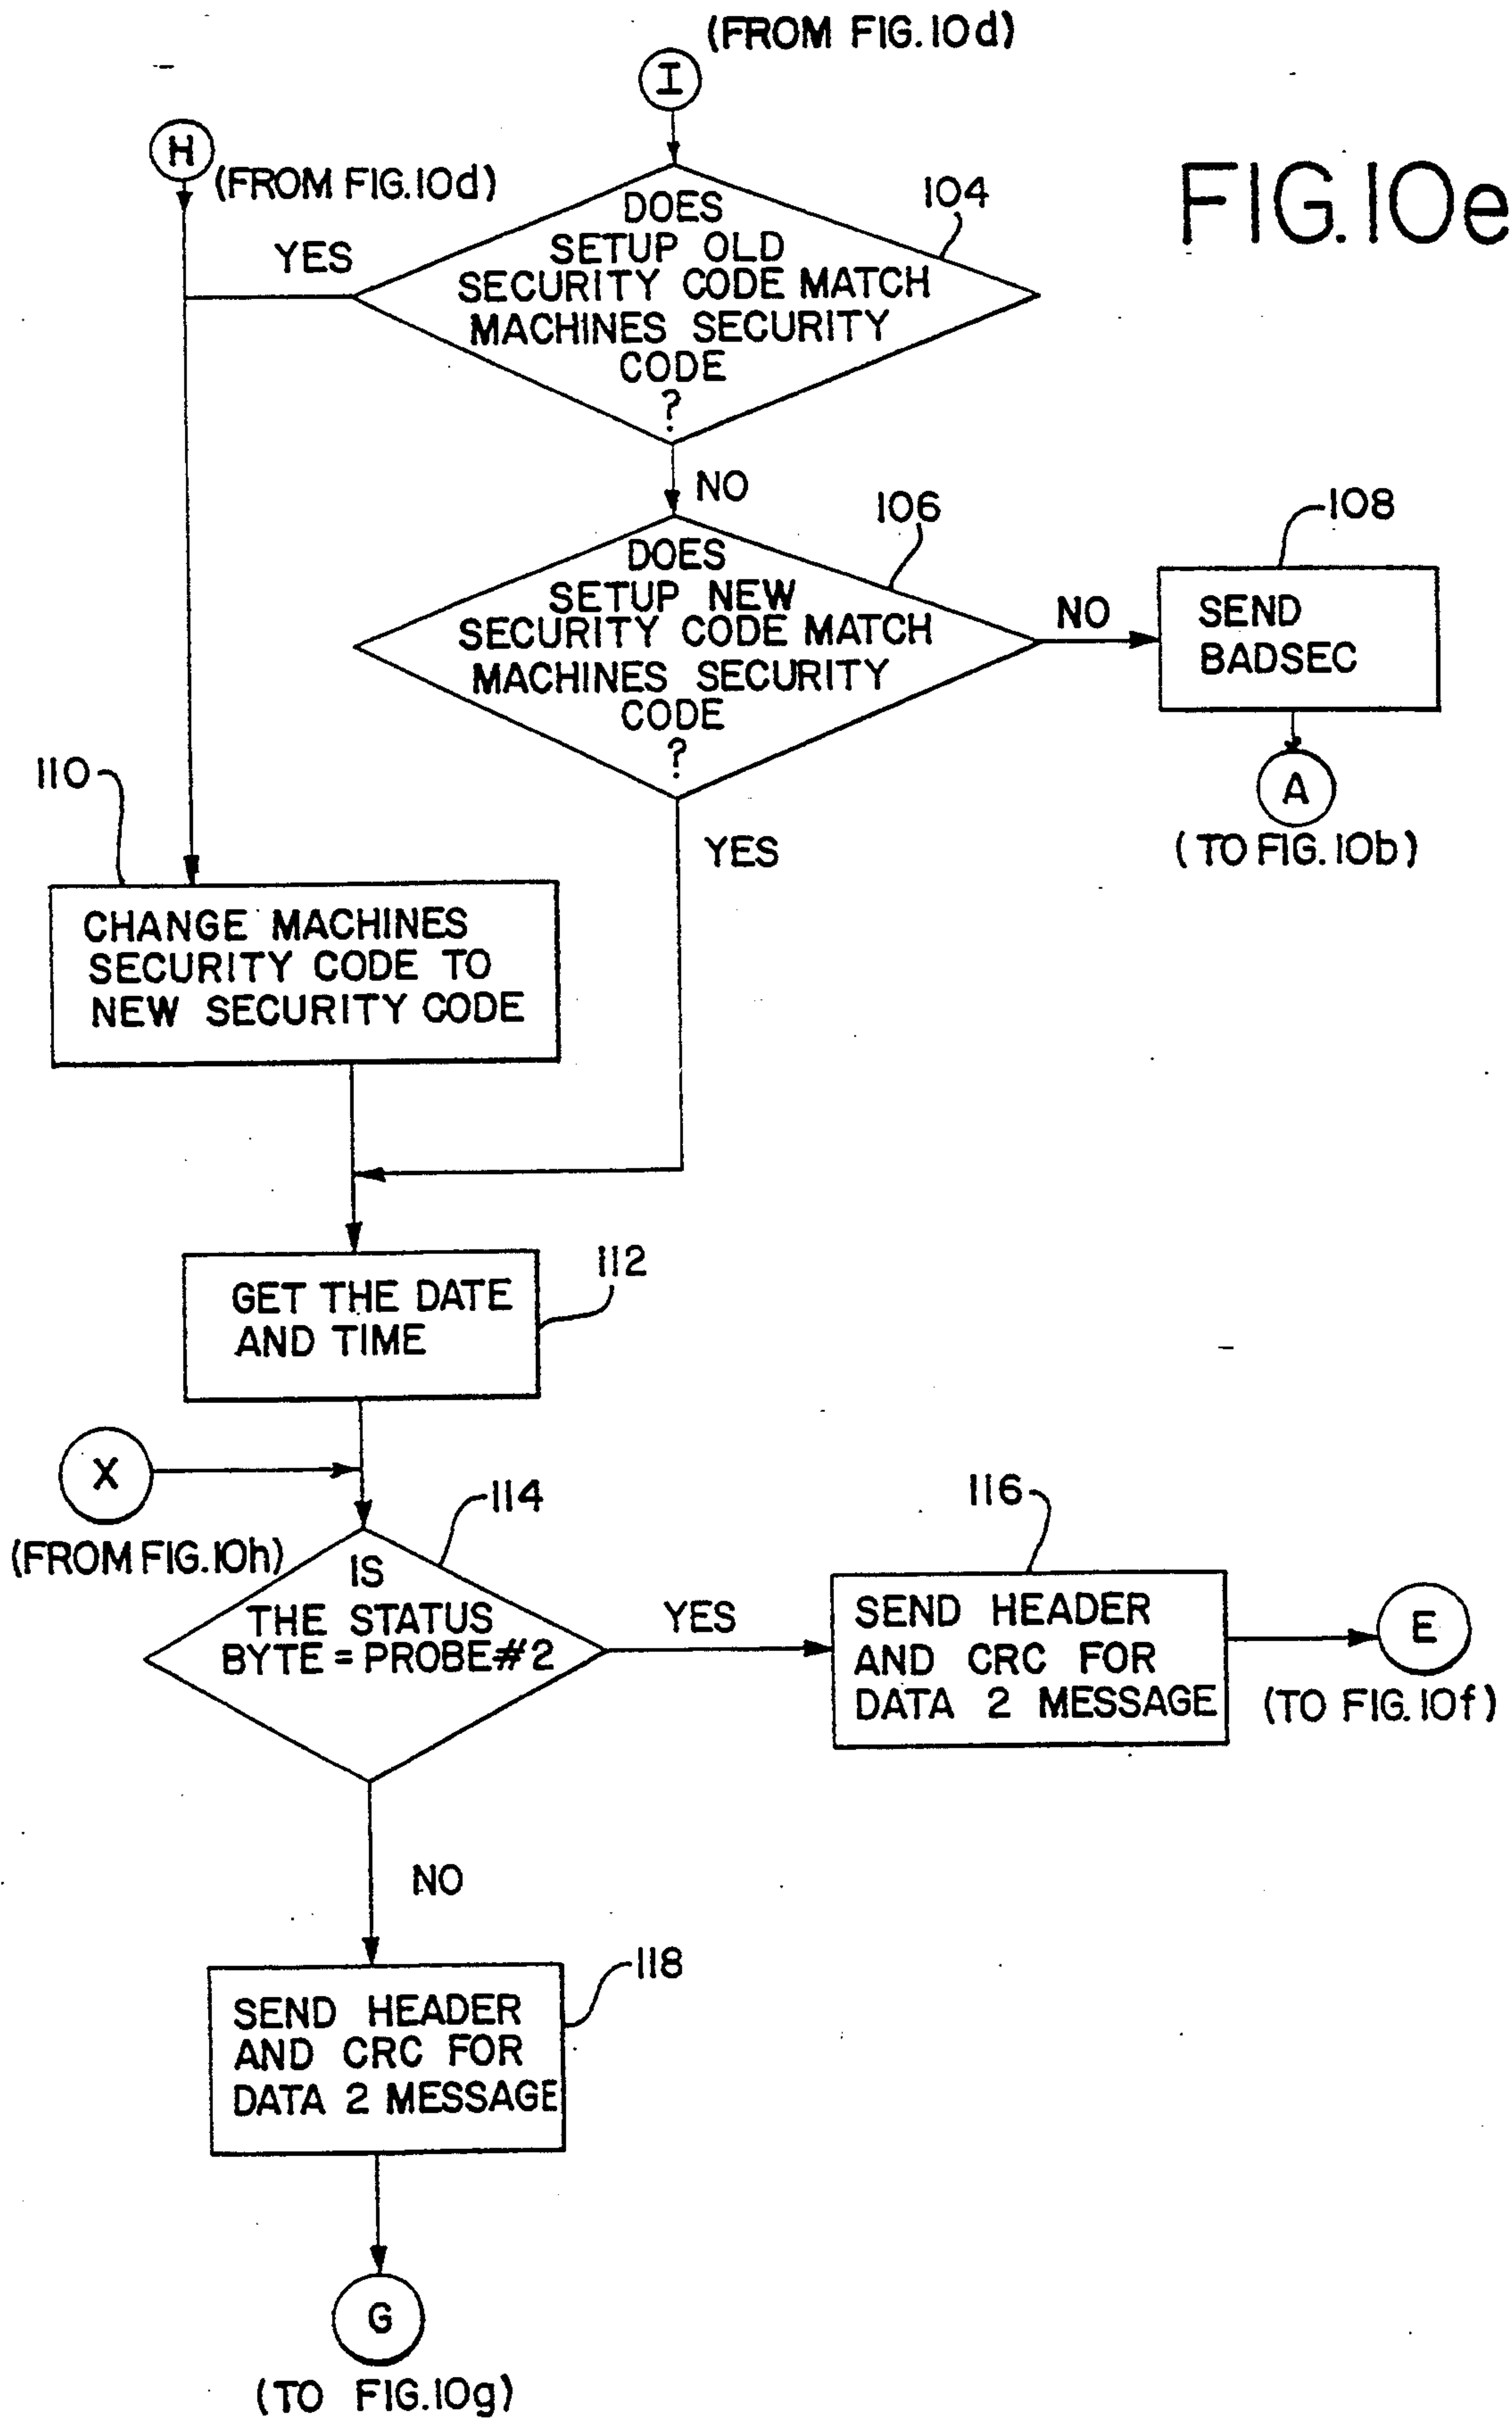 (FROM FIG.10d)
I
H
(FROM FIG.10d)
FIG.10e
104
DOES
SETUP OLD
SECURITY CODE MATCH
MACHINES SECURITY
CODE
?
YES
NO
106
DOES
SETUP NEW
SECURITY CODE MATCH
MACHINES SECURITY
CODE
?
NO
108
SEND
BADSEC
A
(TO FIG.10b)
YES
110
CHANGE MACHINES
SECURITY CODE TO
NEW SECURITY CODE
112
GET THE DATE
AND TIME
X
(FROM FIG.10h)
114
IS
THE STATUS
BYTE = PROBE#2
YES
116
SEND HEADER
AND CRC FOR
DATA 2 MESSAGE
E
(TO FIG.10f)
NO
118
SEND HEADER
AND CRC FOR
DATA 2 MESSAGE
G
(TO FIG.10g)